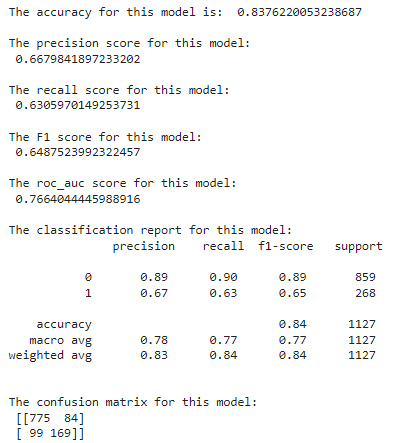 The accuracy for this model is:  0.8376220053238687
The precision score for this model:
0.6679841897233202
The recall score for this model:
0.6305970149253731
The F1 score for this model:
0.6487523992322457
The roc_auc score for this model:
0.7664044445988916
The classification report for this model:
precision    recall  f1-score   support
0       0.89      0.90      0.89       859
1       0.67      0.63      0.65       268
accuracy                           0.84      1127
macro avg       0.78      0.77      0.77      1127
weighted avg       0.83      0.84      0.84      1127
The confusion matrix for this model:
[[775  84]
[ 99 169]]